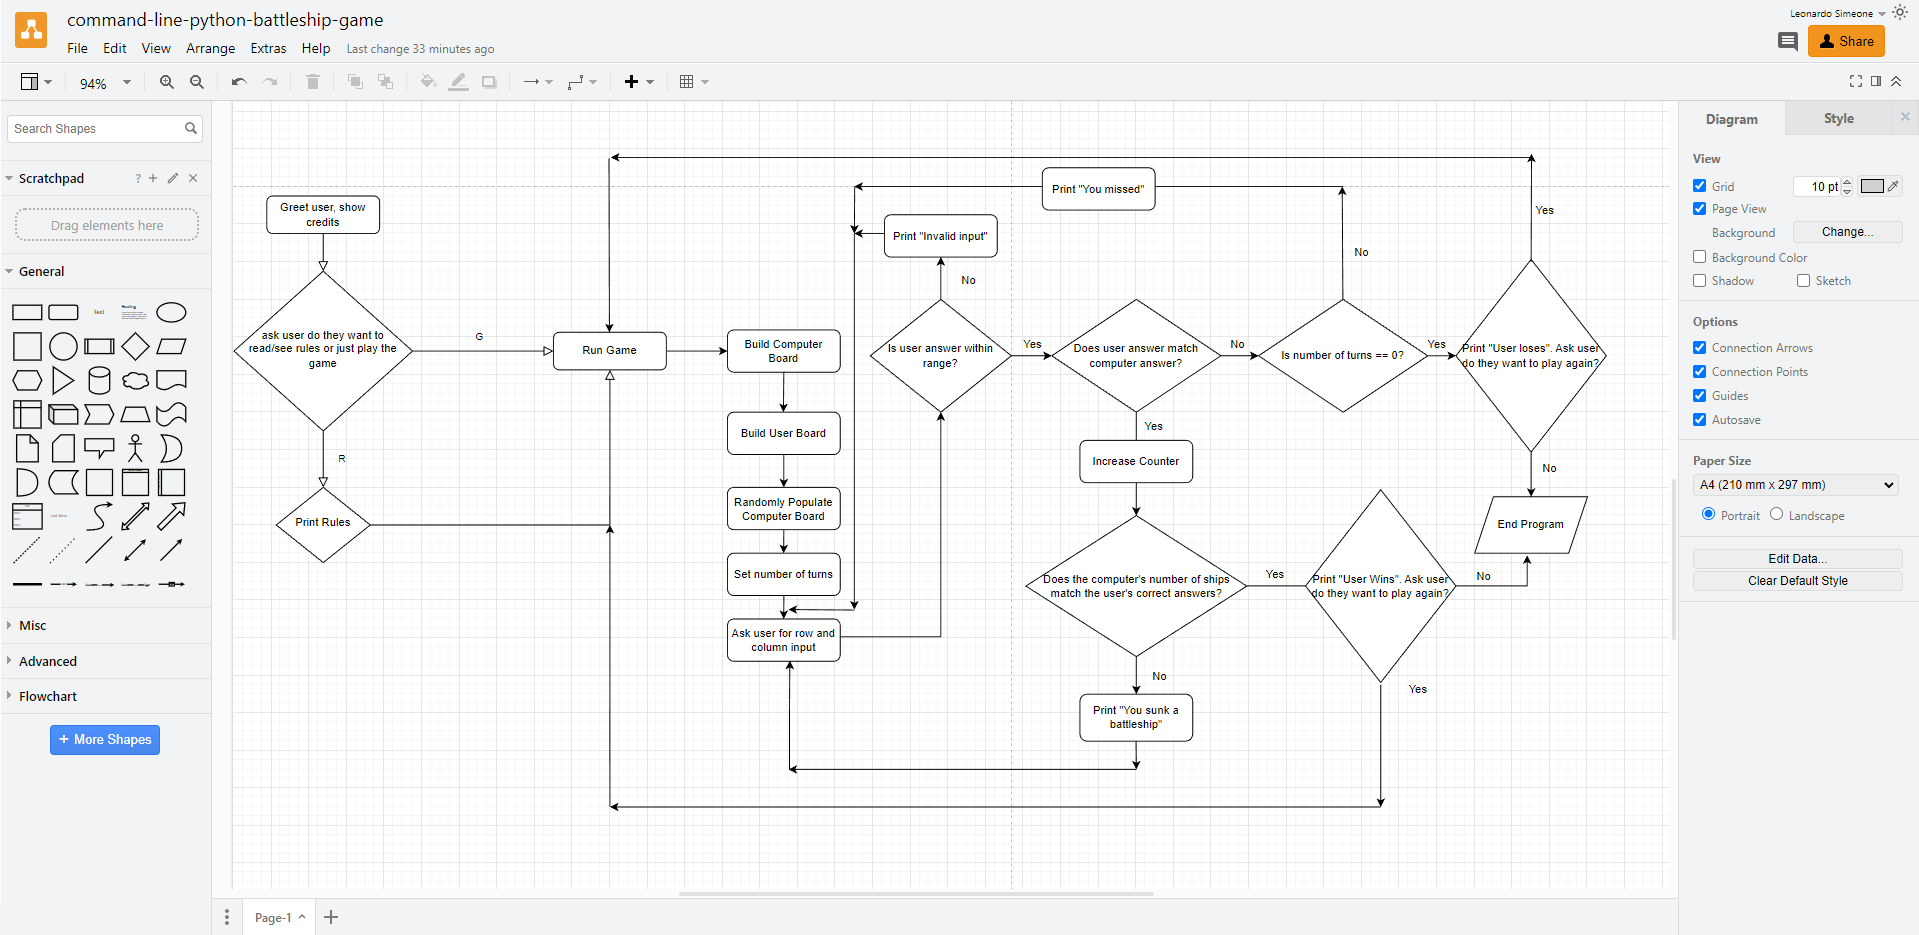 command-line-python-battleship-game
Leonardo Simeone
File Edit View Arrange Extras Help Last change 33 minutes ago
Share
94%
Search Shapes
Scratchpad
?
Drag elements here
General
Text
Heading
Misc
Advanced
Flowchart
+ More Shapes
Greet user, show
credits
ask user do they want to
read/see rules or just play the
game
G
R
Print Rules
Run Game
Build Computer
Board
Build User Board
Randomly Populate
Computer Board
Set number of turns
Ask user for row and
column input
Print "You missed"
Print "Invalid input"
No
Is user answer within
range?
Yes
Does user answer match
computer answer?
No
Is number of turns == 0?
No
Yes
Print "User loses". Ask user
do they want to play again?
Yes
No
End Program
Yes
Increase Counter
Does the computer's number of ships
match the user's correct answers?
Yes
Print "User Wins". Ask user
do they want to play again?
No
Yes
No
Print "You sunk a
battleship"
Page-1
Diagram Style
View
Grid 10 pt
Page View
Background Change...
Background Color
Shadow Sketch
Options
Connection Arrows
Connection Points
Guides
Autosave
Paper Size
A4 (210 mm x 297 mm)
Portrait Landscape
Edit Data...
Clear Default Style